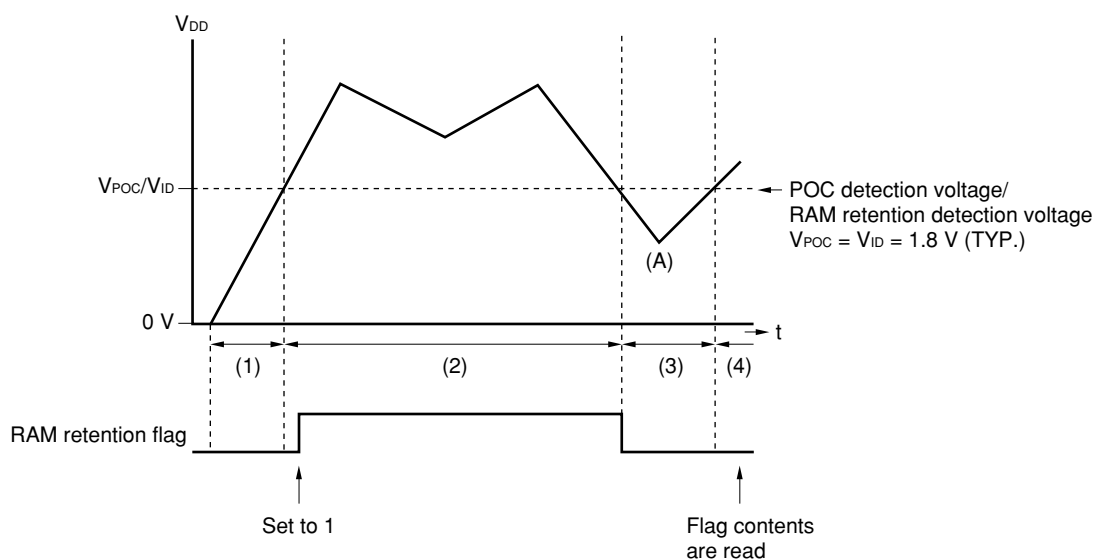 VDD
VPOC/VID
POC detection voltage/
RAM retention detection voltage
VPOC = VID = 1.8 V (TYP.)
(A)
0 V
t
(1)
(2)
(3)
(4)
RAM retention flag
Set to 1
Flag contents
are read